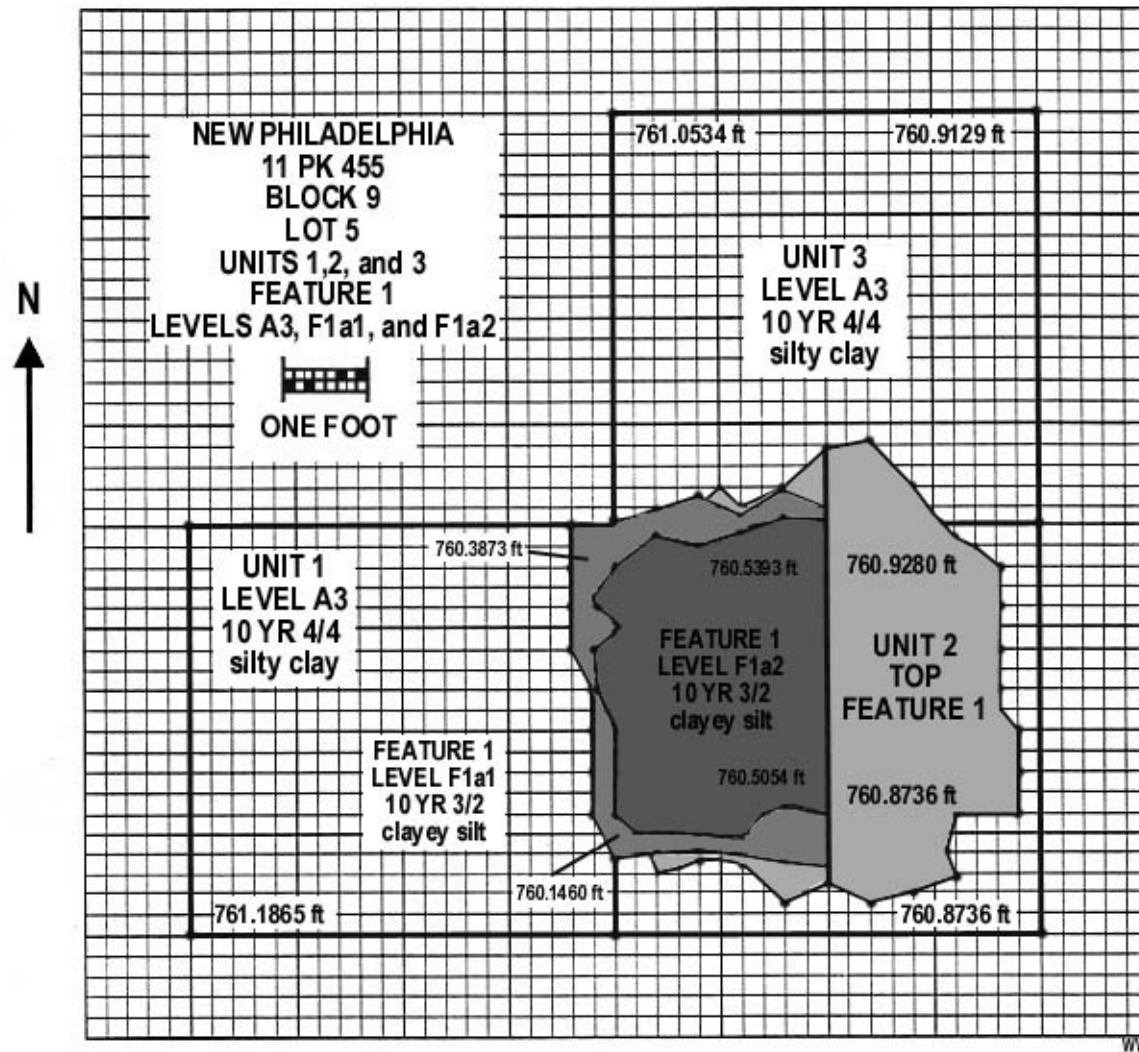 NEW PHILADELPHIA
11 PK 455
BLOCK 9
LOT 5
UNITS 1,2, and 3
FEATURE 1
LEVELS A3, F1a1, and F1a2
ONE FOOT
N
761.0534 ft
760.9129 ft
UNIT 3
LEVEL A3
10 YR 4/4
silty clay
760.3873 ft
UNIT 1
LEVEL A3
10 YR 4/4
silty clay
760.5393 ft
760.9280 ft
FEATURE 1
LEVEL F1a2
10 YR 3/2
clayey silt
UNIT 2
TOP
FEATURE 1
FEATURE 1
LEVEL F1a1
10 YR 3/2
clayey silt
760.5054 ft
760.8736 ft
760.1460 ft
761.1865 ft
760.8736 ft